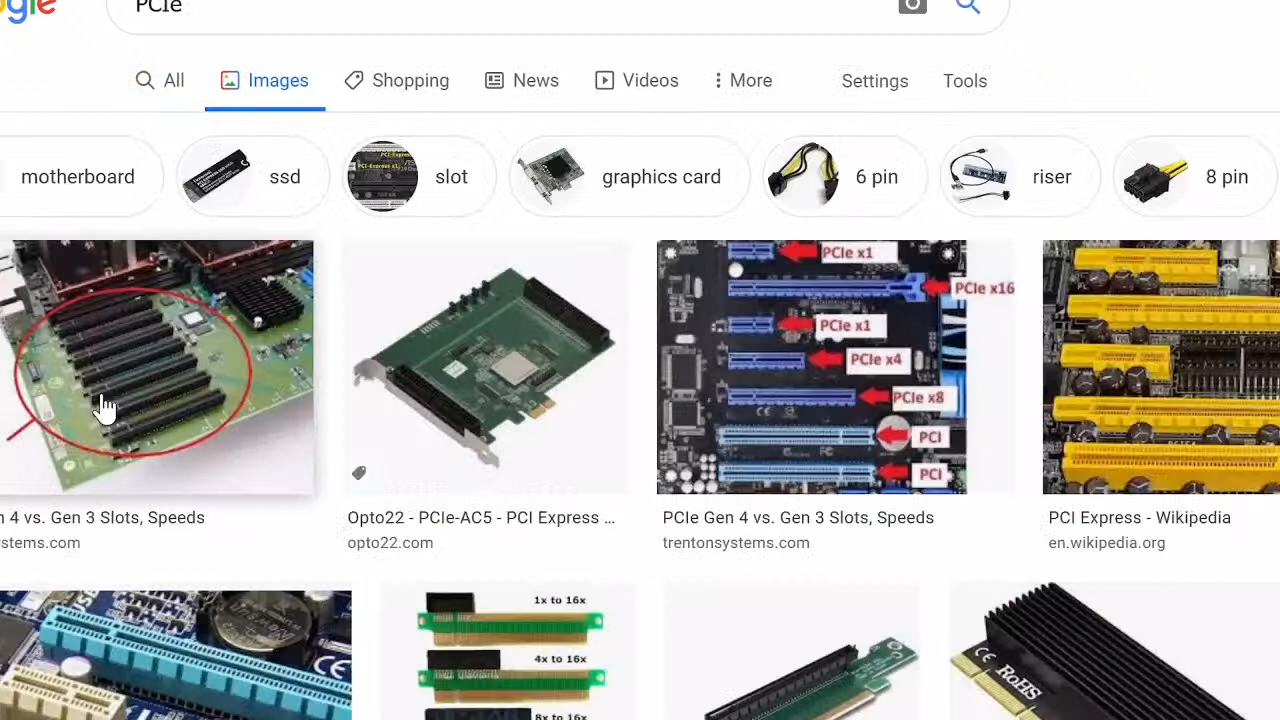 PCIe
All
Images
Shopping
News
Videos
More
Settings
Tools
motherboard
ssd
slot
graphics card
6 pin
riser
8 pin
PCIe x1
PCIe x16
PCIe x1
PCIe x4
PCIe x8
PCI
PCI
4 vs. Gen 3 Slots, Speeds
stems.com
Opto22 - PCIe-AC5 - PCI Express ...
opto22.com
PCIe Gen 4 vs. Gen 3 Slots, Speeds
trentonsystems.com
PCI Express - Wikipedia
en.wikipedia.org
1x to 16x
4x to 16x
8x to 16x
CE
RoHS